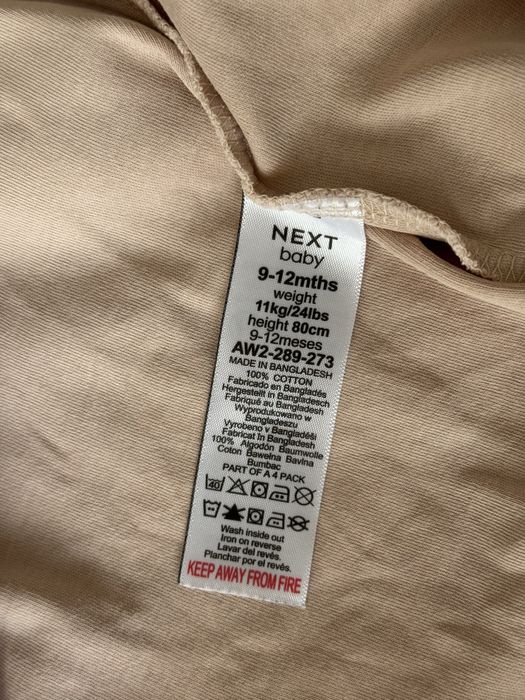 NEXT
baby
9-12mths
weight
11kg/24lbs
height 80cm
9-12meses
AW2-289-273
MADE IN BANGLADESH
100% COTTON
Fabricado en Bangladés
Hergestellt in Bangladesch
Fabriqué au Bangladesh
Wyprodukowano w
Bangladeszu
Vyrobeno v Bangladéši
Fabricat în Bangladesh
100% Algodón Baumwolle
Coton Bawełna Bavlna
Bumbac
PART OF A 4 PACK
40
Wash inside out
Iron on reverse
Lavar del revés.
Planchar por el revés.
KEEP AWAY FROM FIRE